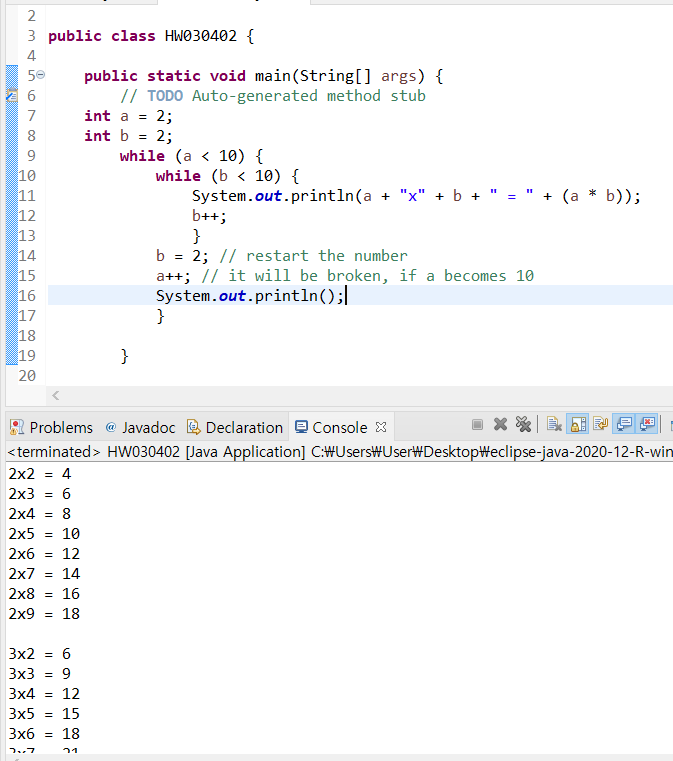 2
3 public class HW030402 {
4
5 public static void main(String[] args) {
6 // TODO Auto-generated method stub
7 int a = 2;
8 int b = 2;
9 while (a < 10) {
10 while (b < 10) {
11 System.out.println(a + "x" + b + " = " + (a * b));
12 b++;
13 }
14 b = 2; // restart the number
15 a++; // it will be broken, if a becomes 10
16 System.out.println();
17 }
18
19 }
20
Problems @ Javadoc Declaration Console
<terminated> HW030402 [Java Application] C:₩Users₩User₩Desktop₩eclipse-java-2020-12-R-win
2x2 = 4
2x3 = 6
2x4 = 8
2x5 = 10
2x6 = 12
2x7 = 14
2x8 = 16
2x9 = 18

3x2 = 6
3x3 = 9
3x4 = 12
3x5 = 15
3x6 = 18
3x7 = 21